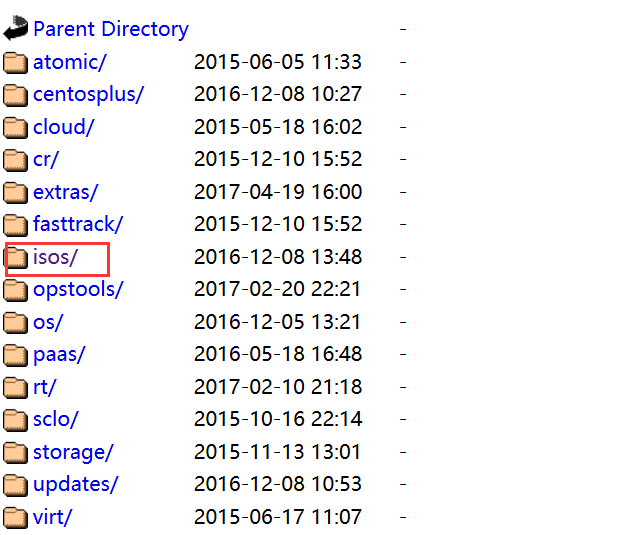 Parent Directory -
atomic/ 2015-06-05 11:33 -
centosplus/ 2016-12-08 10:27 -
cloud/ 2015-05-18 16:02 -
cr/ 2015-12-10 15:52 -
extras/ 2017-04-19 16:00 -
fasttrack/ 2015-12-10 15:52 -
isos/ 2016-12-08 13:48 -
opstools/ 2017-02-20 22:21 -
os/ 2016-12-05 13:21 -
paas/ 2016-05-18 16:48 -
rt/ 2017-02-10 21:18 -
sclo/ 2015-10-16 22:14 -
storage/ 2015-11-13 13:01 -
updates/ 2016-12-08 10:53 -
virt/ 2015-06-17 11:07 -